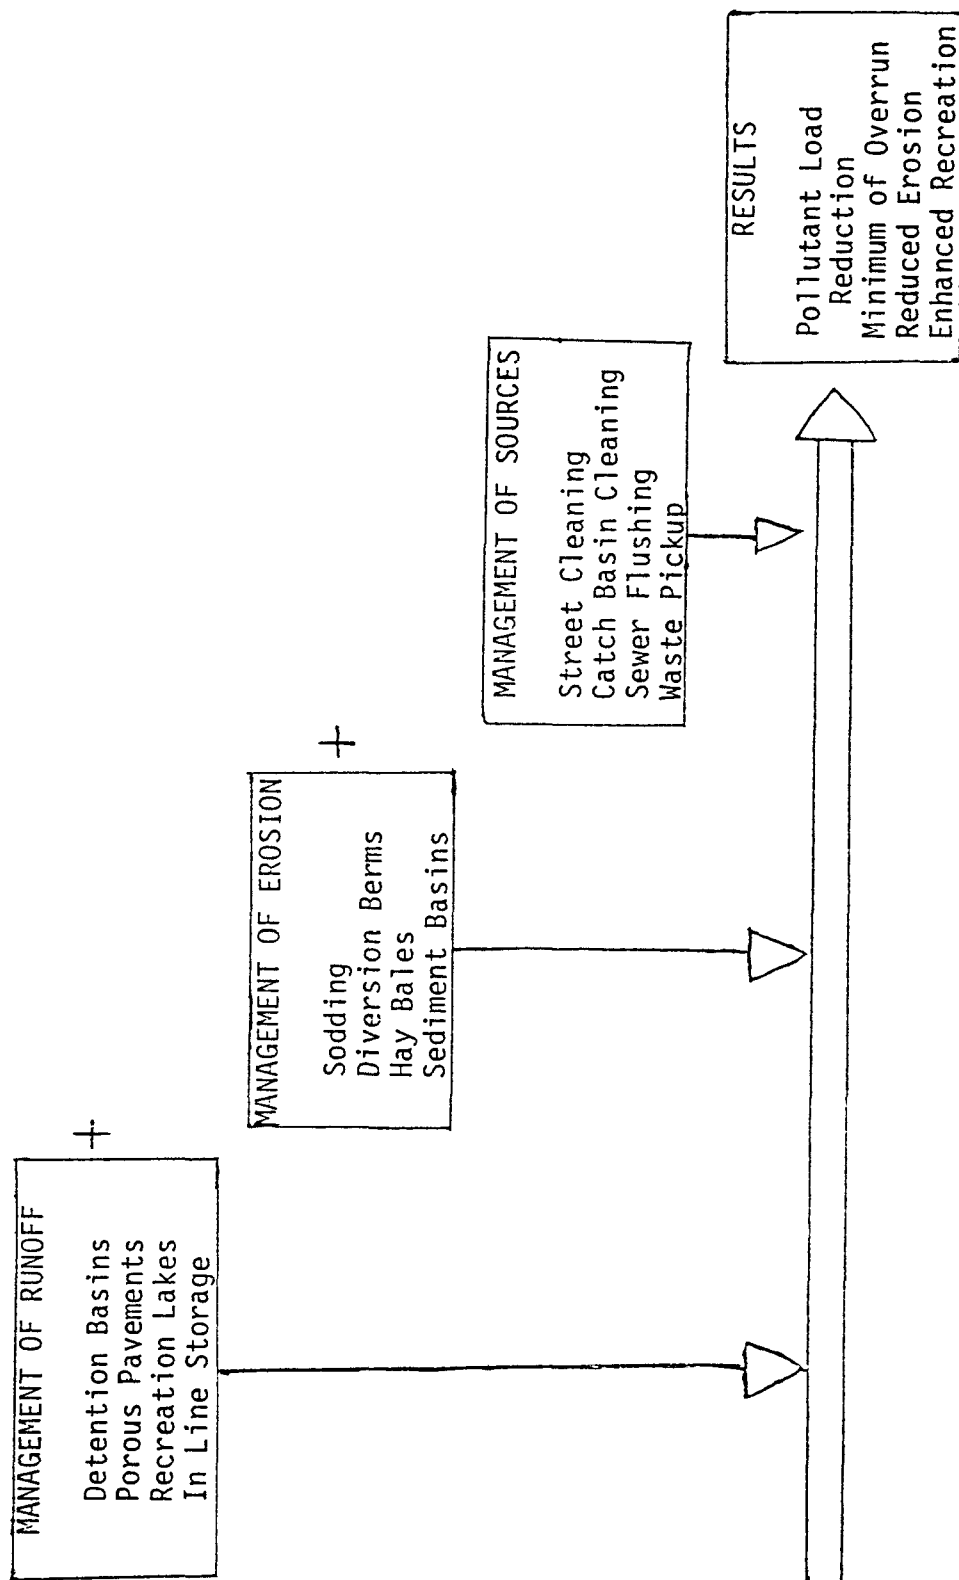 MANAGEMENT OF RUNOFF
Detention Basins
Porous Pavements
Recreation Lakes
In Line Storage
+
MANAGEMENT OF EROSION
Sodding
Diversion Berms
Hay Bales
Sediment Basins
+
MANAGEMENT OF SOURCES
Street Cleaning
Catch Basin Cleaning
Sewer Flushing
Waste Pickup
RESULTS
Pollutant Load
Reduction
Minimum of Overrun
Reduced Erosion
Enhanced Recreation